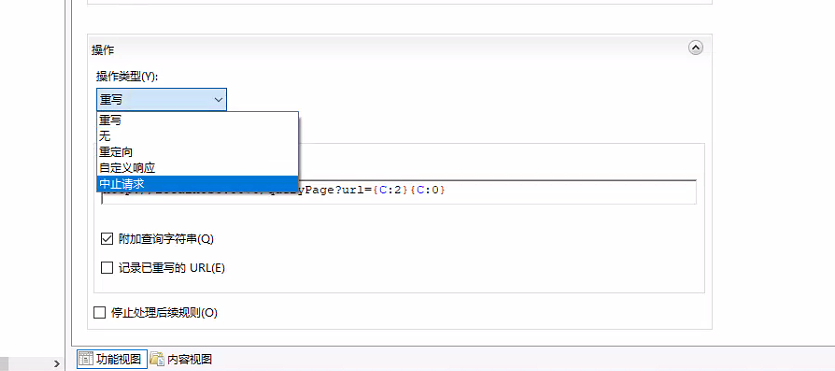 操作
操作类型(Y):
重写
重写
无
重定向
自定义响应
中止请求
Page?url={C:2}{C:0}
附加查询字符串(Q)
记录已重写的 URL(E)
停止处理后续规则(O)
功能视图
内容视图